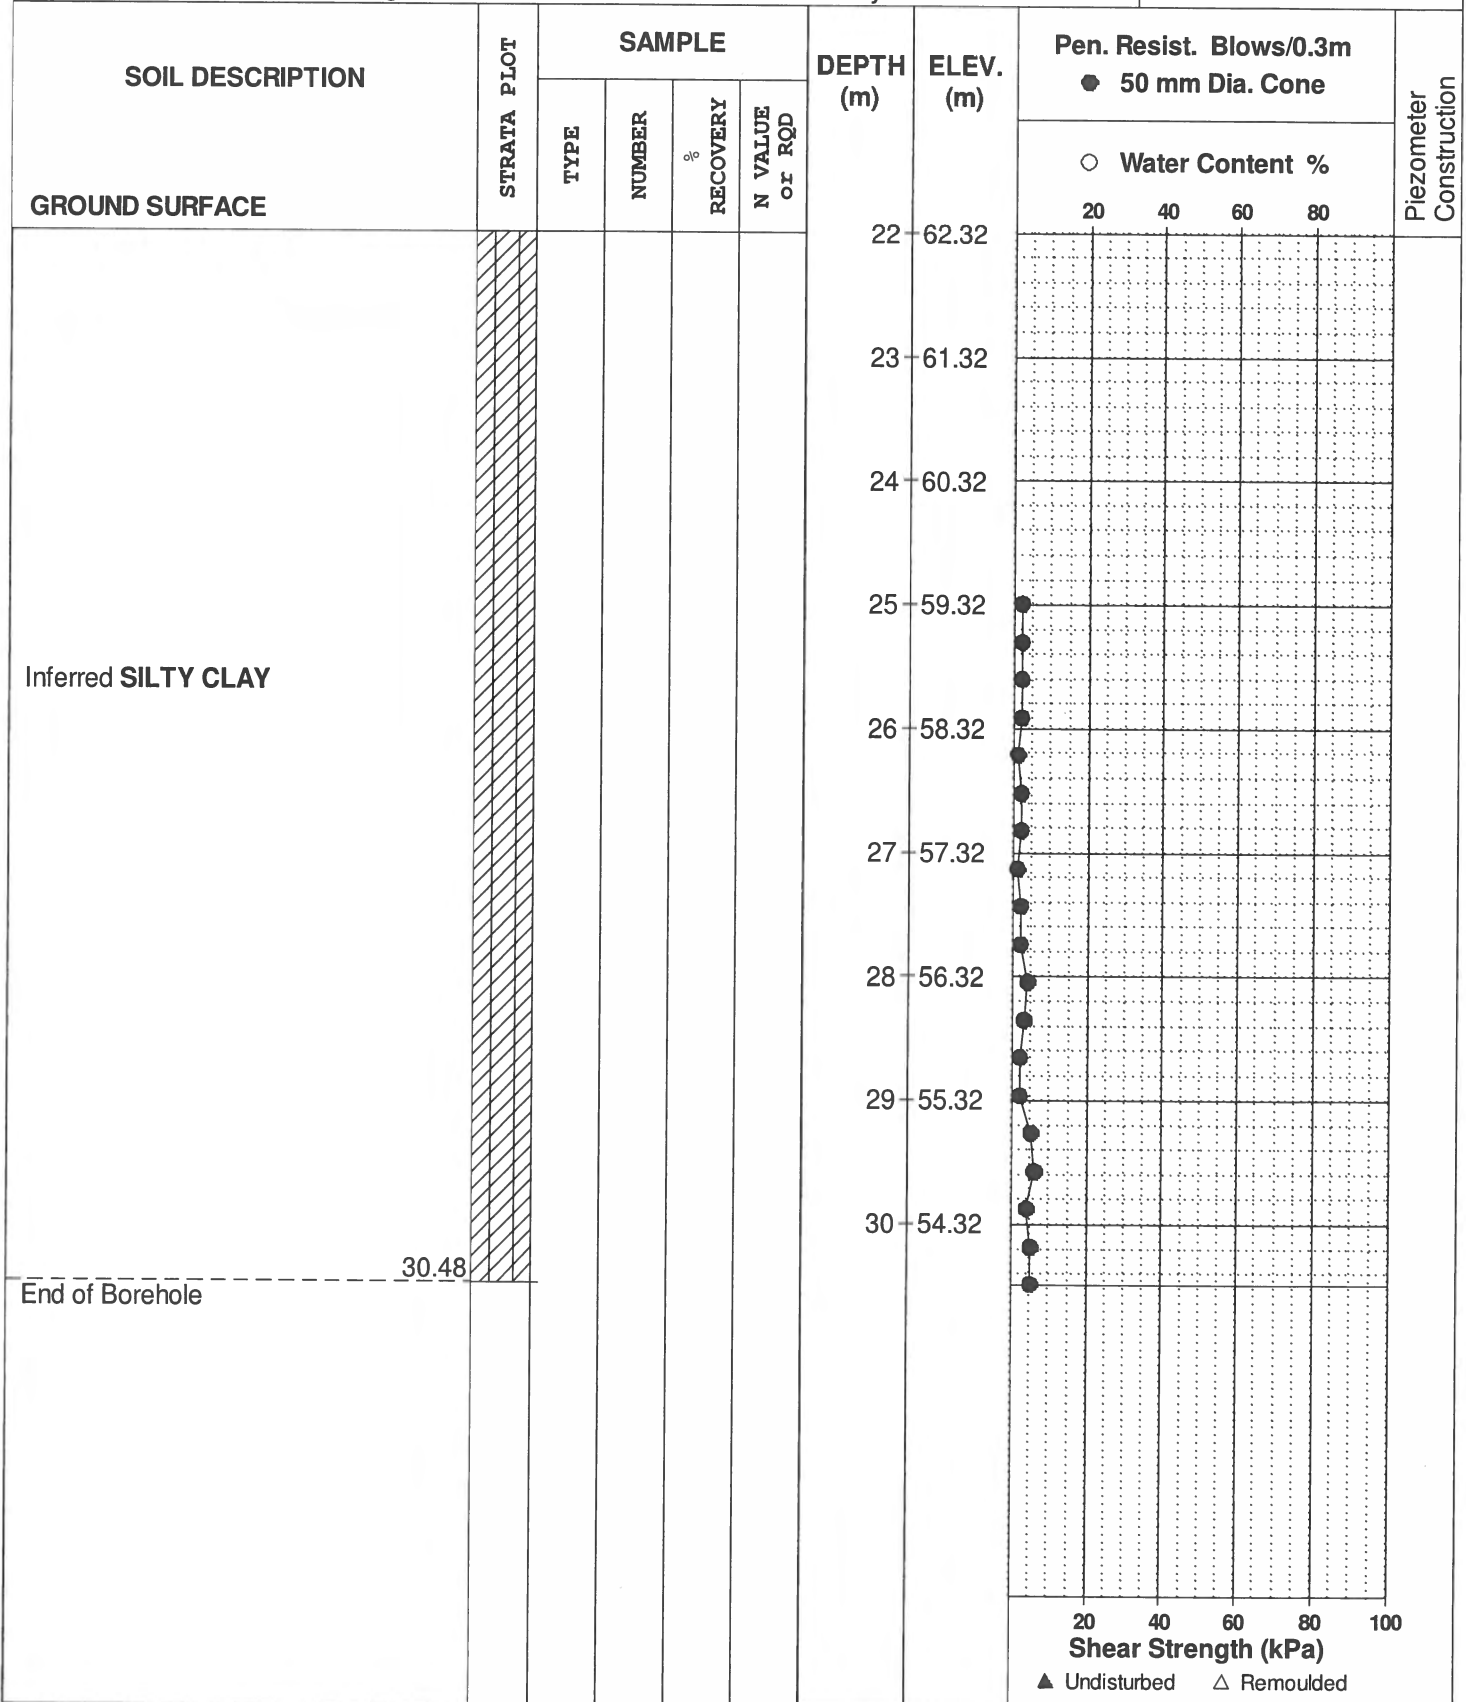 SOIL DESCRIPTION
GROUND SURFACE
STRATA PLOT
SAMPLE
TYPE
NUMBER
% RECOVERY
N VALUE
or RQD
DEPTH
(m)
ELEV.
(m)
Pen. Resist. Blows/0.3m
● 50 mm Dia. Cone
○ Water Content %
20 40 60 80
Piezometer
Construction
22 62.32
23 61.32
24 60.32
25 59.32
Inferred SILTY CLAY
26 58.32
27 57.32
28 56.32
29 55.32
30 54.32
30.48
End of Borehole
20 40 60 80 100
Shear Strength (kPa)
▲ Undisturbed △ Remoulded